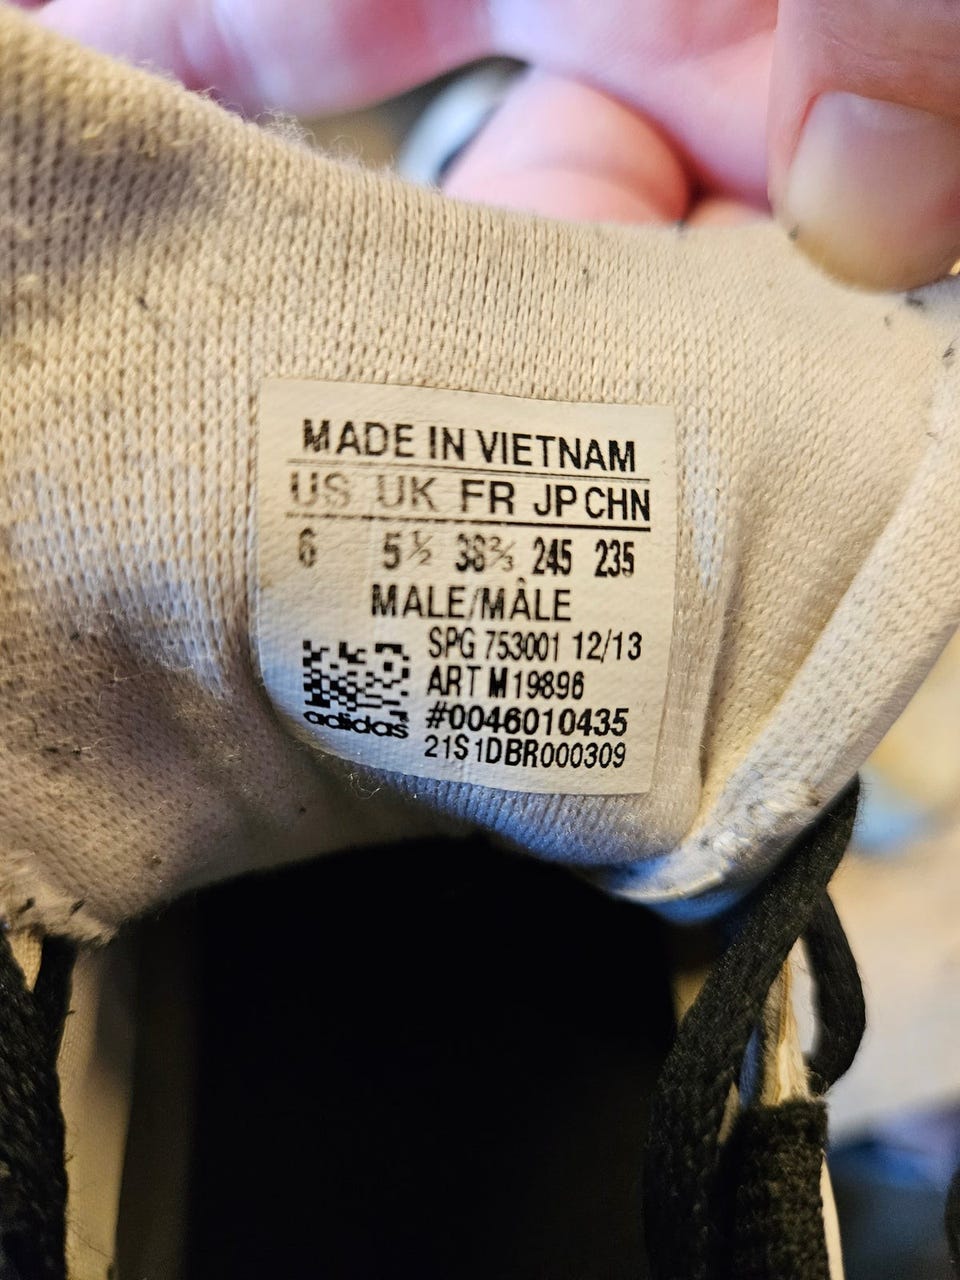 MADE IN VIETNAM
US UK FR JP CHN
6 5½ 38⅔ 245 235
MALE/MÂLE
SPG 753001 12/13
ART M19896
#0046010435
21S1DBR000309
adidas